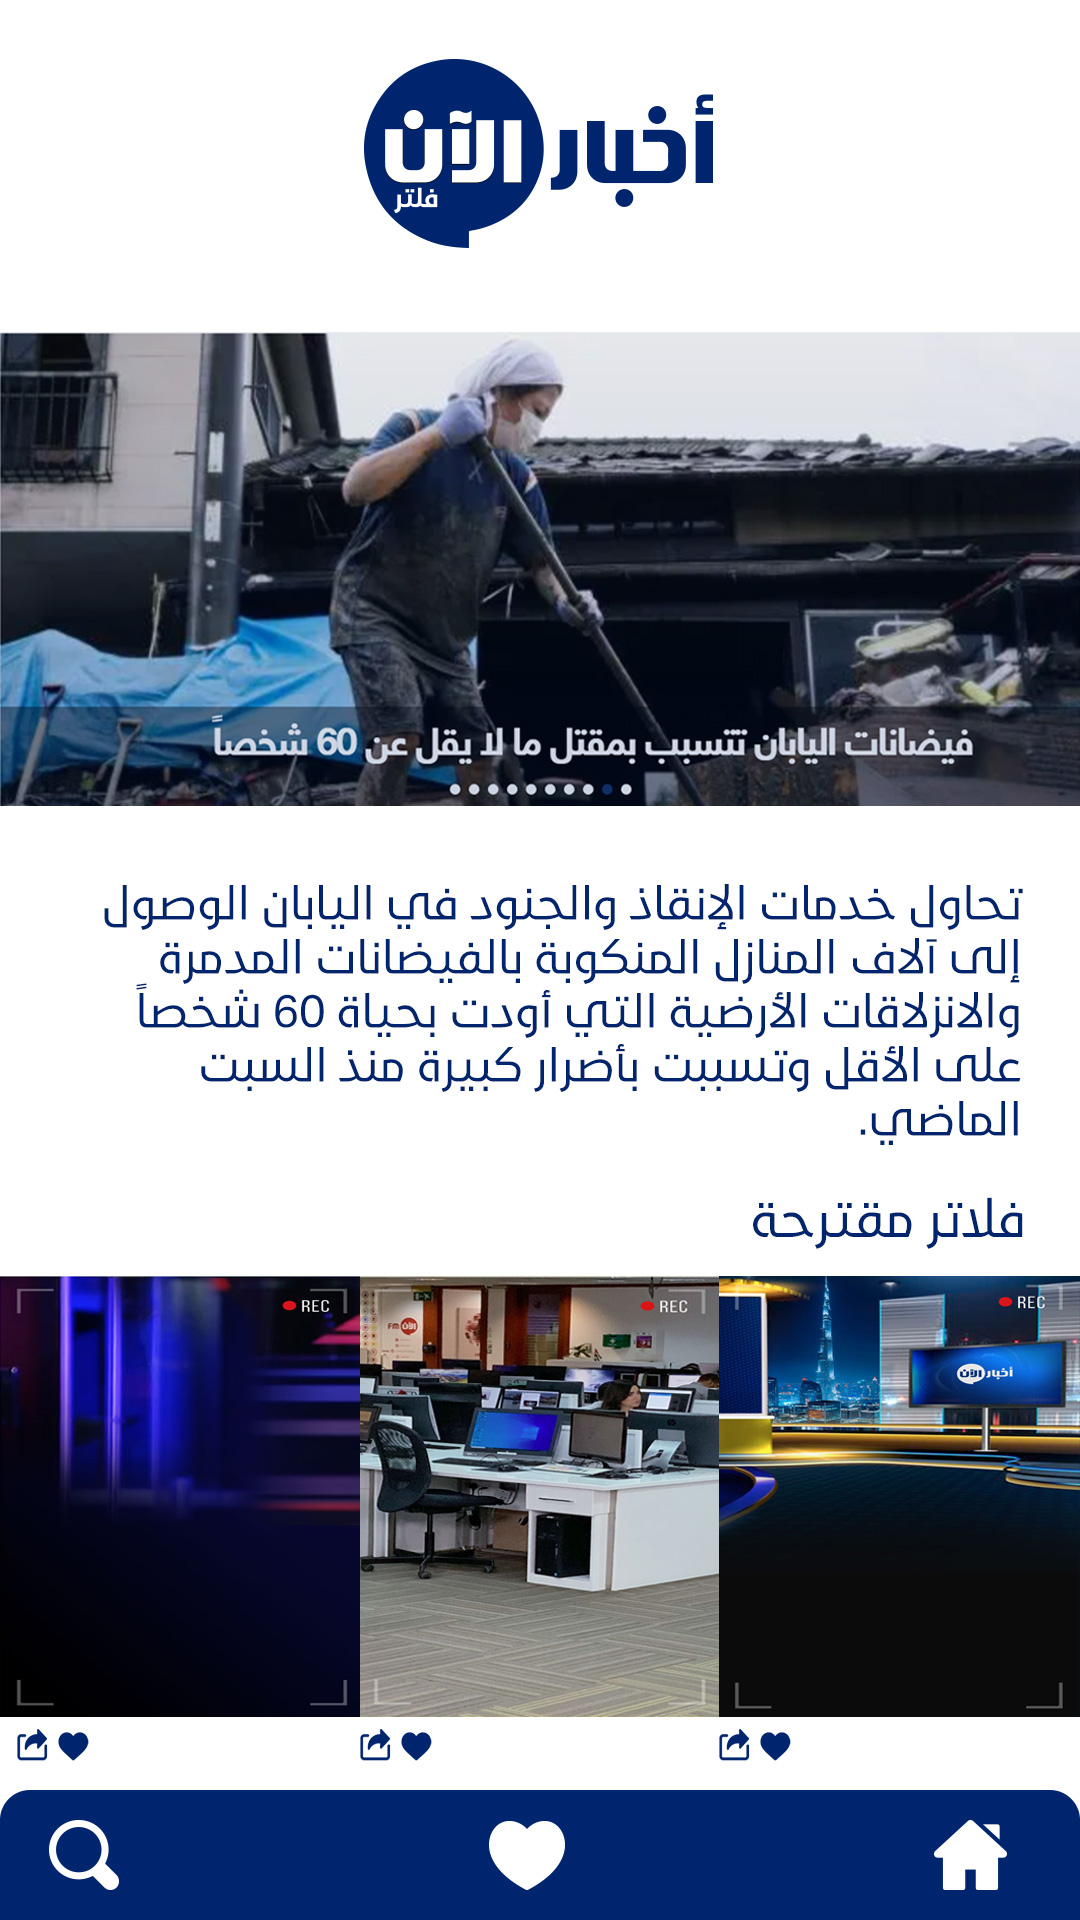 أخبار الآن
فلتر
فيضانات اليابان تتسبب بمقتل ما لا يقل عن 60 شخصاً
تحاول خدمات الإنقاذ والجنود في اليابان الوصول
إلى آلاف المنازل المنكوبة بالفيضانات المدمرة
والانزلاقات الأرضية التي أودت بحياة 60 شخصاً
على الأقل وتسببت بأضرار كبيرة منذ السبت
الماضي.
فلاتر مقترحة
REC
أخبار الآن
REC
الآن FM
REC